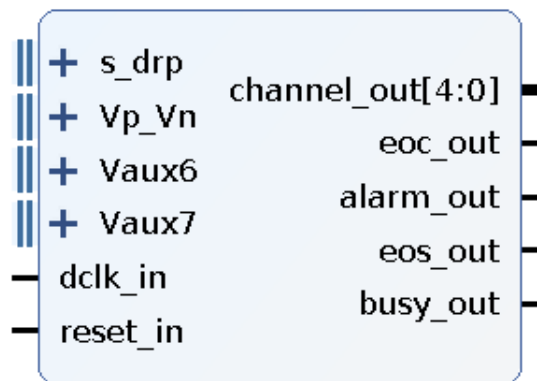 s_drp
Vp_Vn
Vaux6
Vaux7
dclk_in
reset_in
channel_out[4:0]
eoc_out
alarm_out
eos_out
busy_out